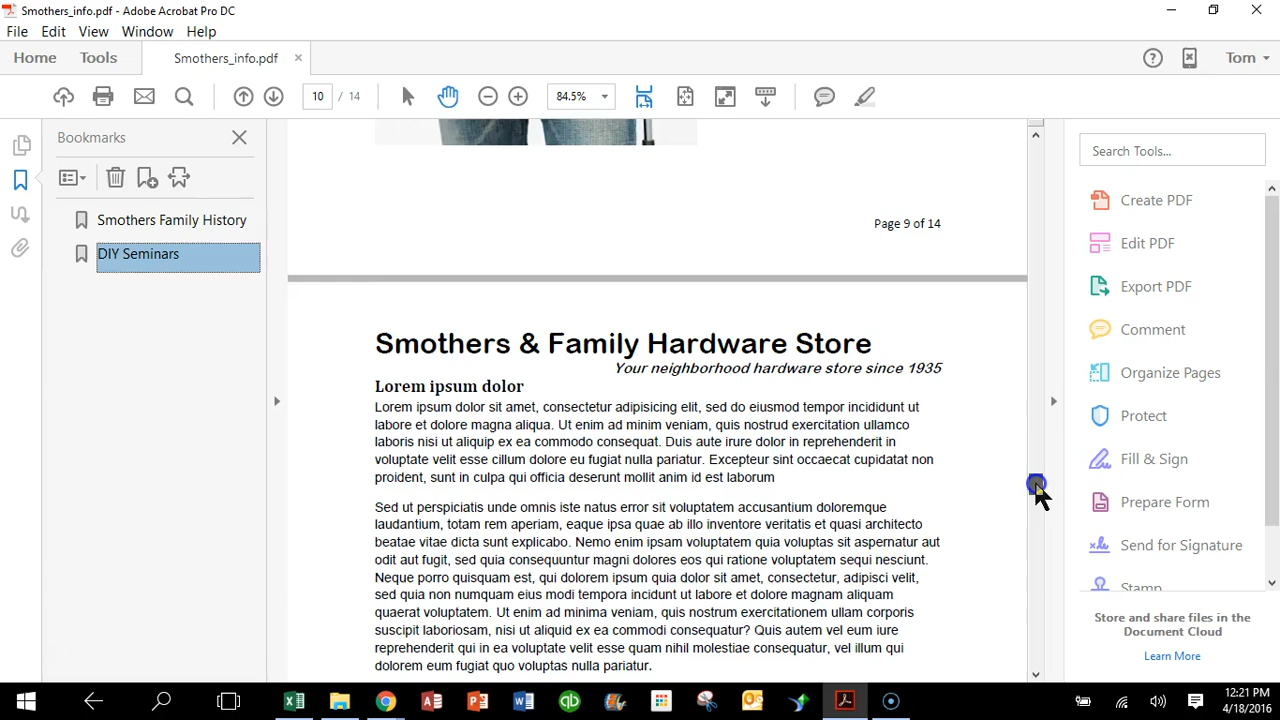 Smothers_info.pdf - Adobe Acrobat Pro DC
File Edit View Window Help
Home Tools Smothers_info.pdf × Tom
10 / 14 84.5%
Bookmarks
Smothers Family History
DIY Seminars
Page 9 of 14
Smothers & Family Hardware Store
Your neighborhood hardware store since 1935
Lorem ipsum dolor
Lorem ipsum dolor sit amet, consectetur adipisicing elit, sed do eiusmod tempor incididunt ut
labore et dolore magna aliqua. Ut enim ad minim veniam, quis nostrud exercitation ullamco
laboris nisi ut aliquip ex ea commodo consequat. Duis aute irure dolor in reprehenderit in
voluptate velit esse cillum dolore eu fugiat nulla pariatur. Excepteur sint occaecat cupidatat non
proident, sunt in culpa qui officia deserunt mollit anim id est laborum
Sed ut perspiciatis unde omnis iste natus error sit voluptatem accusantium doloremque
laudantium, totam rem aperiam, eaque ipsa quae ab illo inventore veritatis et quasi architecto
beatae vitae dicta sunt explicabo. Nemo enim ipsam voluptatem quia voluptas sit aspernatur aut
odit aut fugit, sed quia consequuntur magni dolores eos qui ratione voluptatem sequi nesciunt.
Neque porro quisquam est, qui dolorem ipsum quia dolor sit amet, consectetur, adipisci velit,
sed quia non numquam eius modi tempora incidunt ut labore et dolore magnam aliquam
quaerat voluptatem. Ut enim ad minima veniam, quis nostrum exercitationem ullam corporis
suscipit laboriosam, nisi ut aliquid ex ea commodi consequatur? Quis autem vel eum iure
reprehenderit qui in ea voluptate velit esse quam nihil molestiae consequatur, vel illum qui
dolorem eum fugiat quo voluptas nulla pariatur.
Search Tools...
Create PDF
Edit PDF
Export PDF
Comment
Organize Pages
Protect
Fill & Sign
Prepare Form
Send for Signature
Stamp
Store and share files in the
Document Cloud
Learn More
12:21 PM
4/18/2016